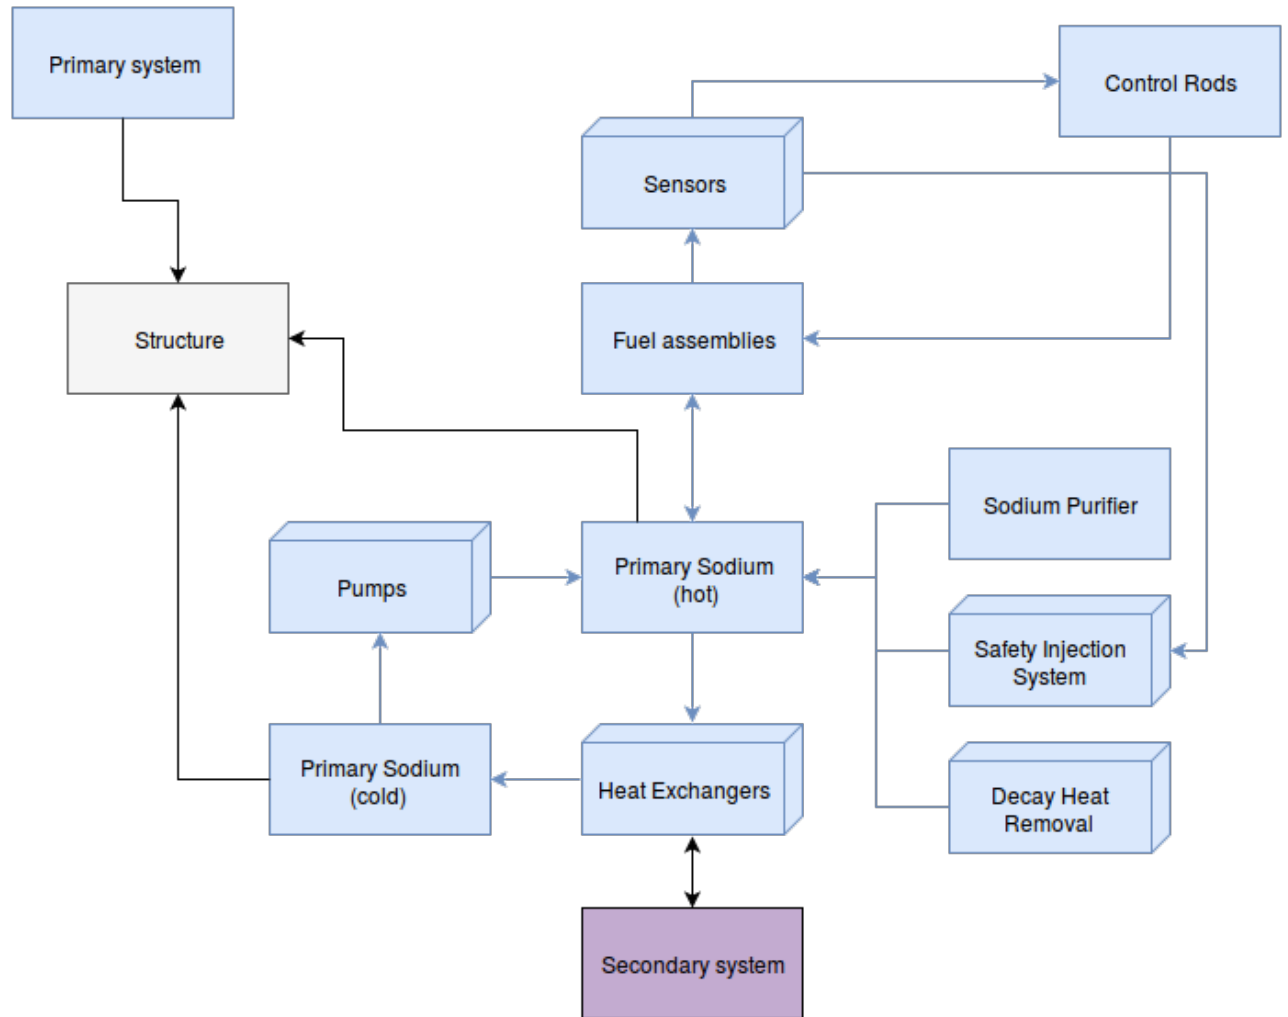 Primary system
Control Rods
Sensors
Structure
Fuel assemblies
Sodium Purifier
Primary Sodium
(hot)
Pumps
Safety Injection
System
Primary Sodium
(cold)
Heat Exchangers
Decay Heat
Removal
Secondary system